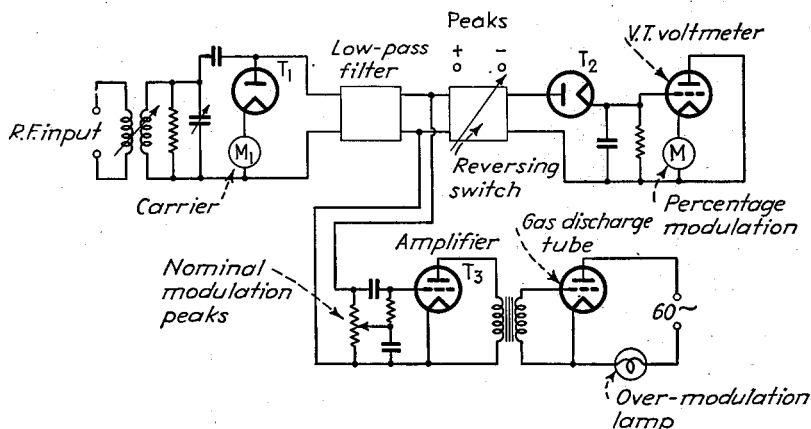 Peaks
+ −
R.F. input
T1
M1
Carrier
Low-pass
filter
Reversing
switch
T2
V.T. voltmeter
M
Percentage
modulation
Nominal
modulation
peaks
Amplifier
T3
Gas discharge
tube
60~
Over-modulation
lamp